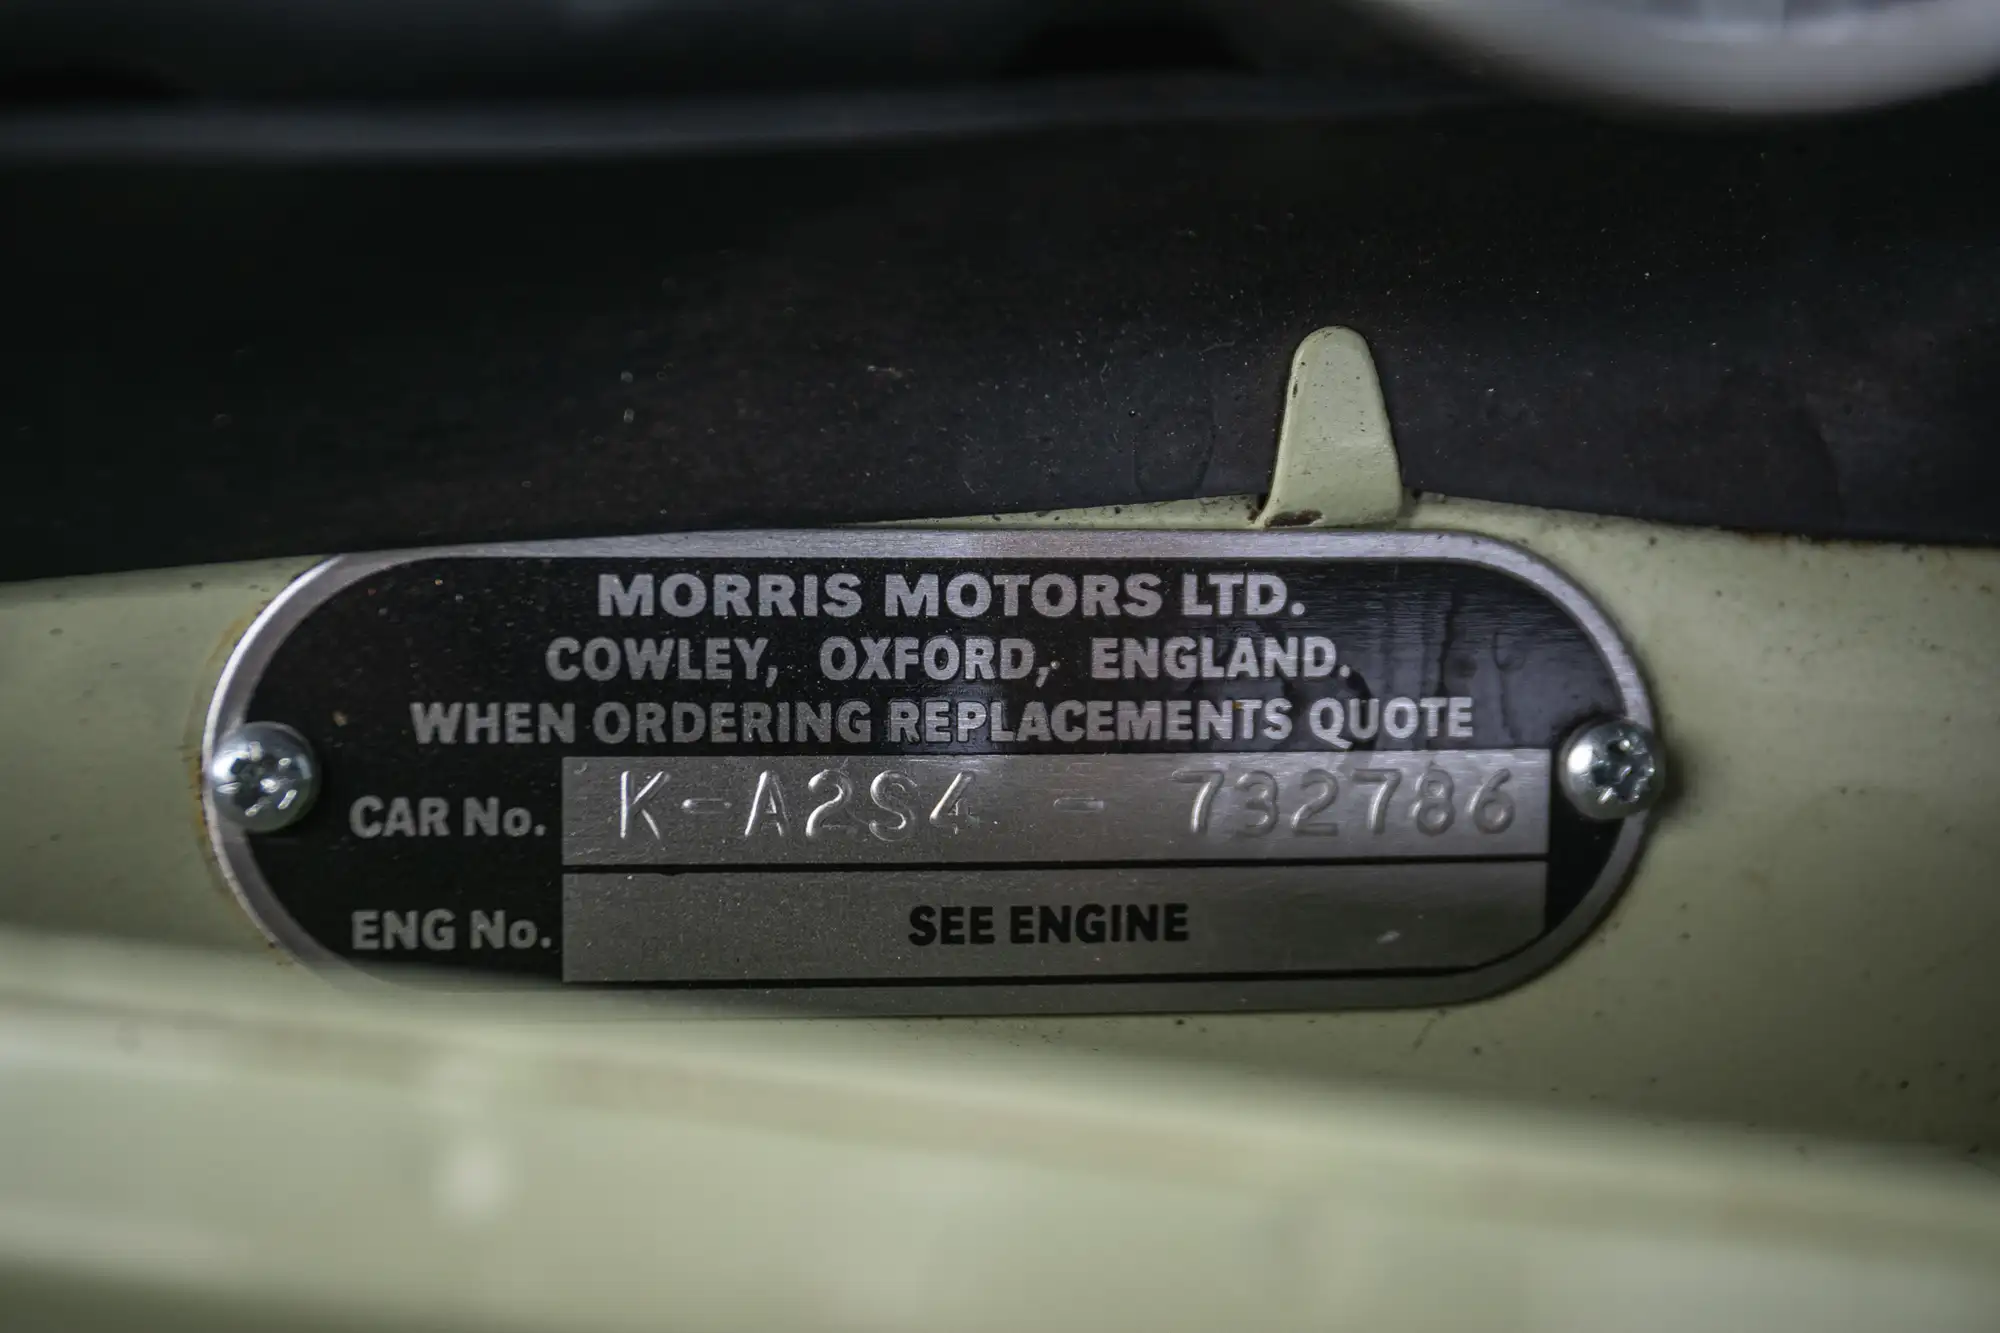 MORRIS MOTORS LTD.
COWLEY, OXFORD, ENGLAND.
WHEN ORDERING REPLACEMENTS QUOTE
CAR No. K-A2S4 - 732786
ENG No. SEE ENGINE